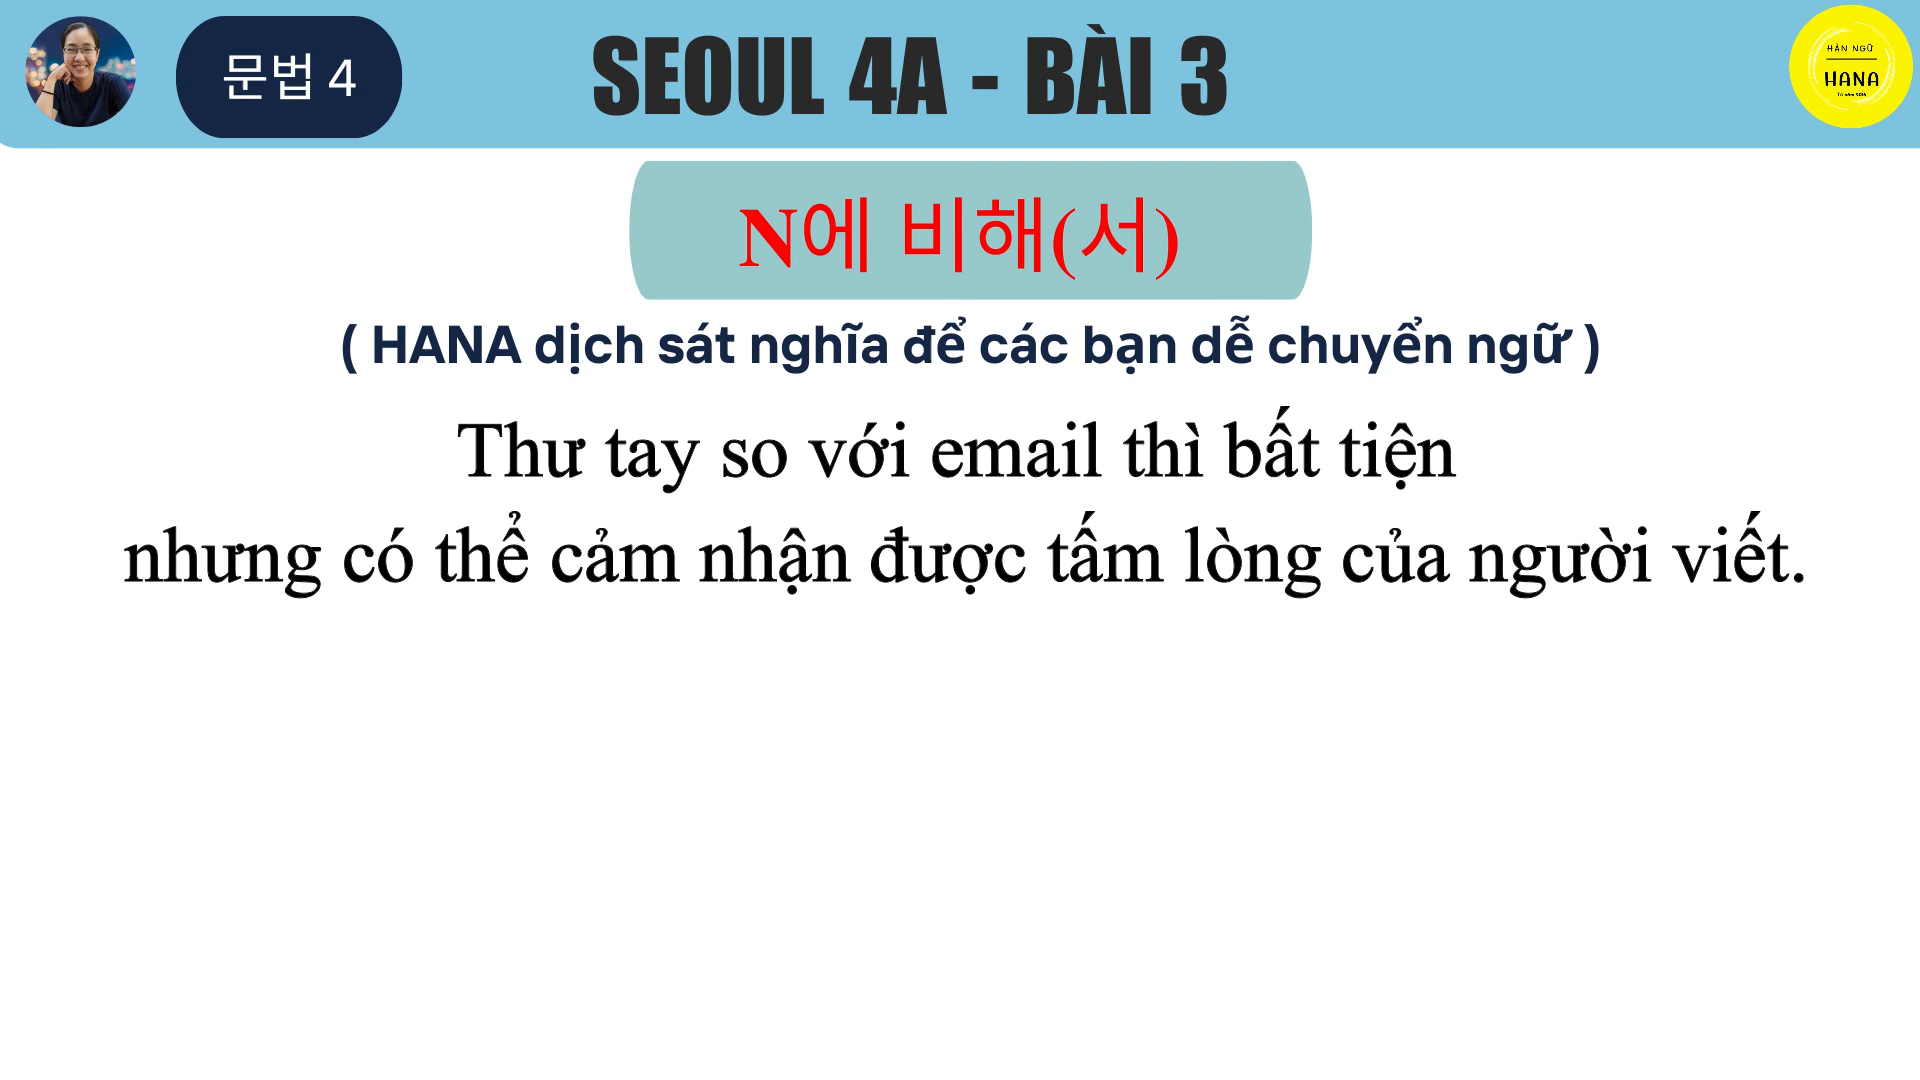 문법 4
SEOUL 4A - BÀI 3
HÀN NGỮ
HANA
N에 비해(서)
( HANA dịch sát nghĩa để các bạn dễ chuyển ngữ )
Thư tay so với email thì bất tiện
nhưng có thể cảm nhận được tấm lòng của người viết.